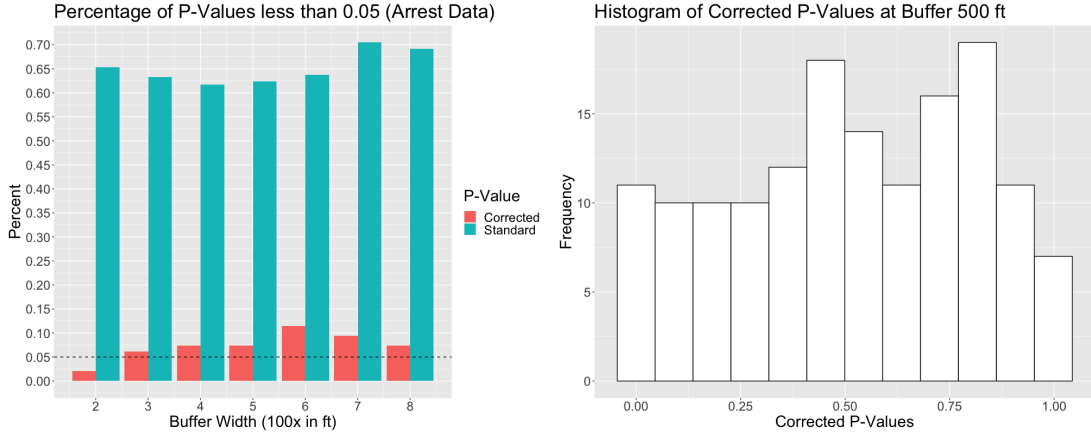 Percentage of P-Values less than 0.05 (Arrest Data)
Percent
0.70
0.65
0.60
0.55
0.50
0.45
0.40
0.35
0.30
0.25
0.20
0.15
0.10
0.05
0.00
2 3 4 5 6 7 8
Buffer Width (100x in ft)
P-Value
Corrected
Standard
Histogram of Corrected P-Values at Buffer 500 ft
Frequency
15
10
5
0
0.00 0.25 0.50 0.75 1.00
Corrected P-Values